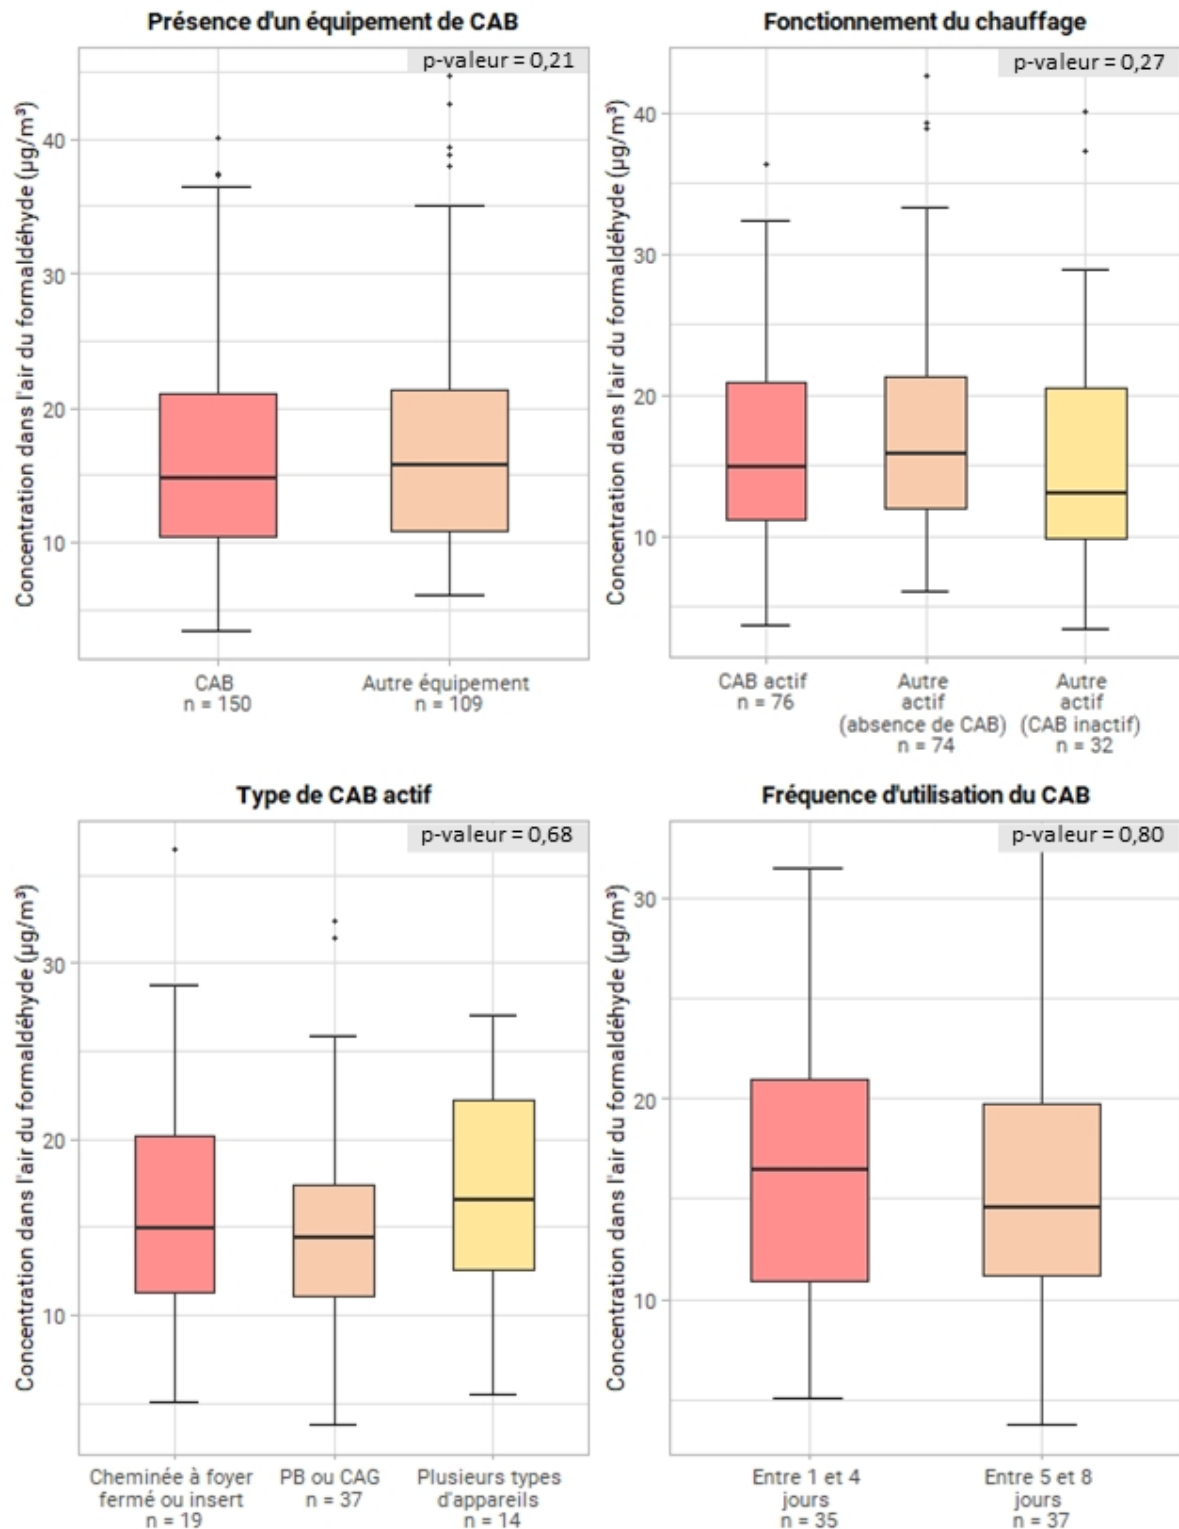 Présence d'un équipement de CAB
p-valeur = 0,21
Concentration dans l'air du formaldéhyde (µg/m³)
40
30
20
10
CAB
n = 150
Autre équipement
n = 109
Fonctionnement du chauffage
p-valeur = 0,27
Concentration dans l'air du formaldéhyde (µg/m³)
40
30
20
10
CAB actif
n = 76
Autre
actif
(absence de CAB)
n = 74
Autre
actif
(CAB inactif)
n = 32
Type de CAB actif
p-valeur = 0,68
Concentration dans l'air du formaldéhyde (µg/m³)
30
20
10
Cheminée à foyer
fermé ou insert
n = 19
PB ou CAG
n = 37
Plusieurs types
d'appareils
n = 14
Fréquence d'utilisation du CAB
p-valeur = 0,80
Concentration dans l'air du formaldéhyde (µg/m³)
30
20
10
Entre 1 et 4
jours
n = 35
Entre 5 et 8
jours
n = 37